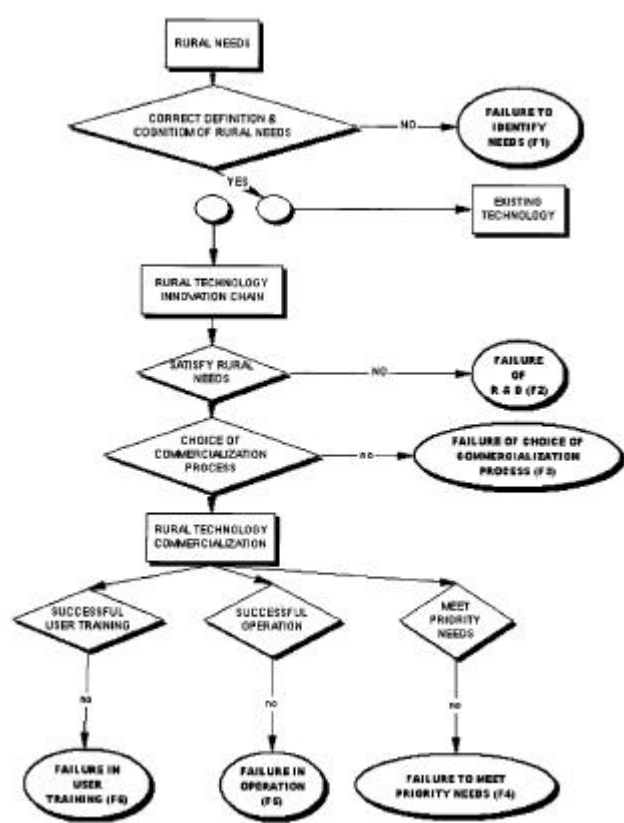 RURAL NEEDS
CORRECT DEFINITION &
COGNITIOM OF RURAL NEEDS
NO
FAILURE TO
IDENTIFY
NEEDS (F1)
YES
EXISTING
TECHNOLOGY
RURAL TECHNOLOGY
INNOVATION CHAIN
SATISFY RURAL
NEEDS
NO
FAILURE
OF
R & D (F2)
CHOICE OF
COMMERCIALIZATION
PROCESS
no
FAILURE OF CHOICE OF
COMMERCIALIZATION
PROCESS (F3)
RURAL TECHNOLOGY
COMMERCIALIZATION
SUCCESSFUL
USER TRAINING
SUCCESSFUL
OPERATION
MEET
PRIORITY
NEEDS
no
no
no
FAILURE IN
USER
TRAINING (F6)
FAILURE IN
OPERATION
(F5)
FAILURE TO MEET
PRIORITY NEEDS (F4)